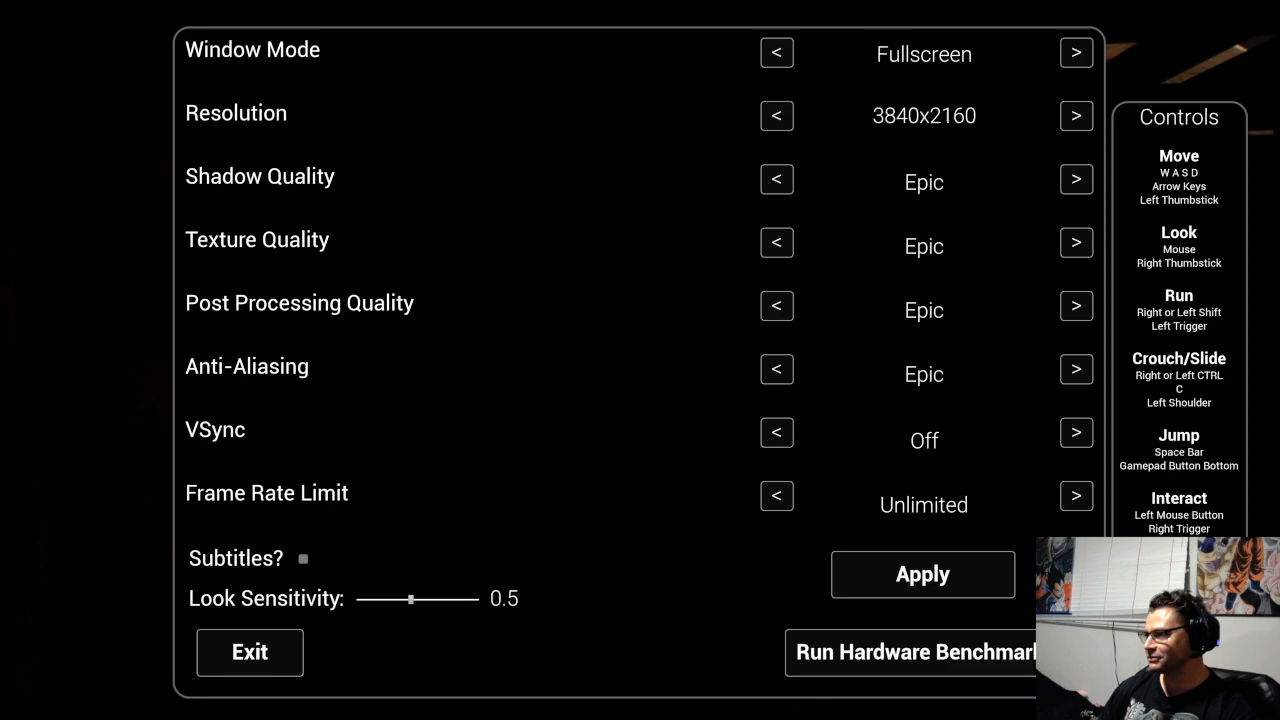 Window Mode
<
Fullscreen
>
Resolution
<
3840x2160
>
Shadow Quality
<
Epic
>
Texture Quality
<
Epic
>
Post Processing Quality
<
Epic
>
Anti-Aliasing
<
Epic
>
VSync
<
Off
>
Frame Rate Limit
<
Unlimited
>
Subtitles?
Look Sensitivity:
0.5
Apply
Exit
Run Hardware Benchmark
Controls
Move
W A S D
Arrow Keys
Left Thumbstick
Look
Mouse
Right Thumbstick
Run
Right or Left Shift
Left Trigger
Crouch/Slide
Right or Left CTRL
C
Left Shoulder
Jump
Space Bar
Gamepad Button Bottom
Interact
Left Mouse Button
Right Trigger